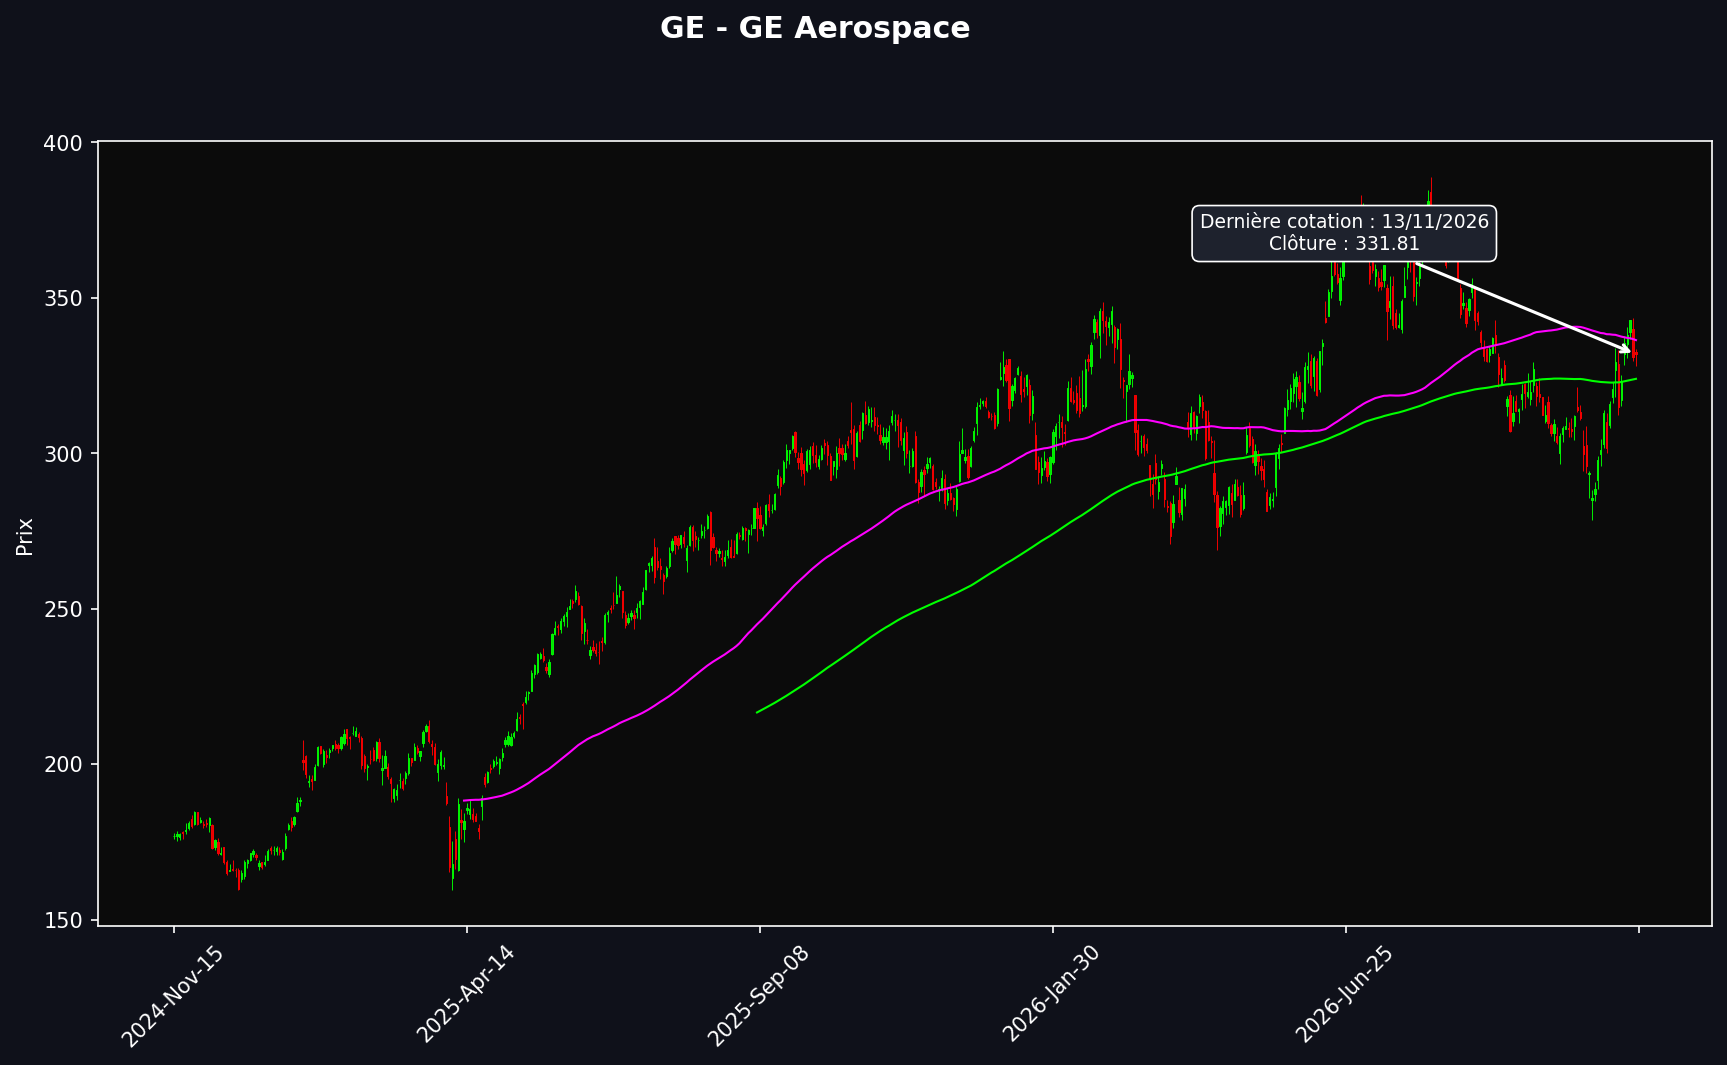 GE - GE Aerospace
400
350
300
250
200
150
Prix
Dernière cotation : 13/11/2026
Clôture : 331.81
2024-Nov-15
2025-Apr-14
2025-Sep-08
2026-Jan-30
2026-Jun-25